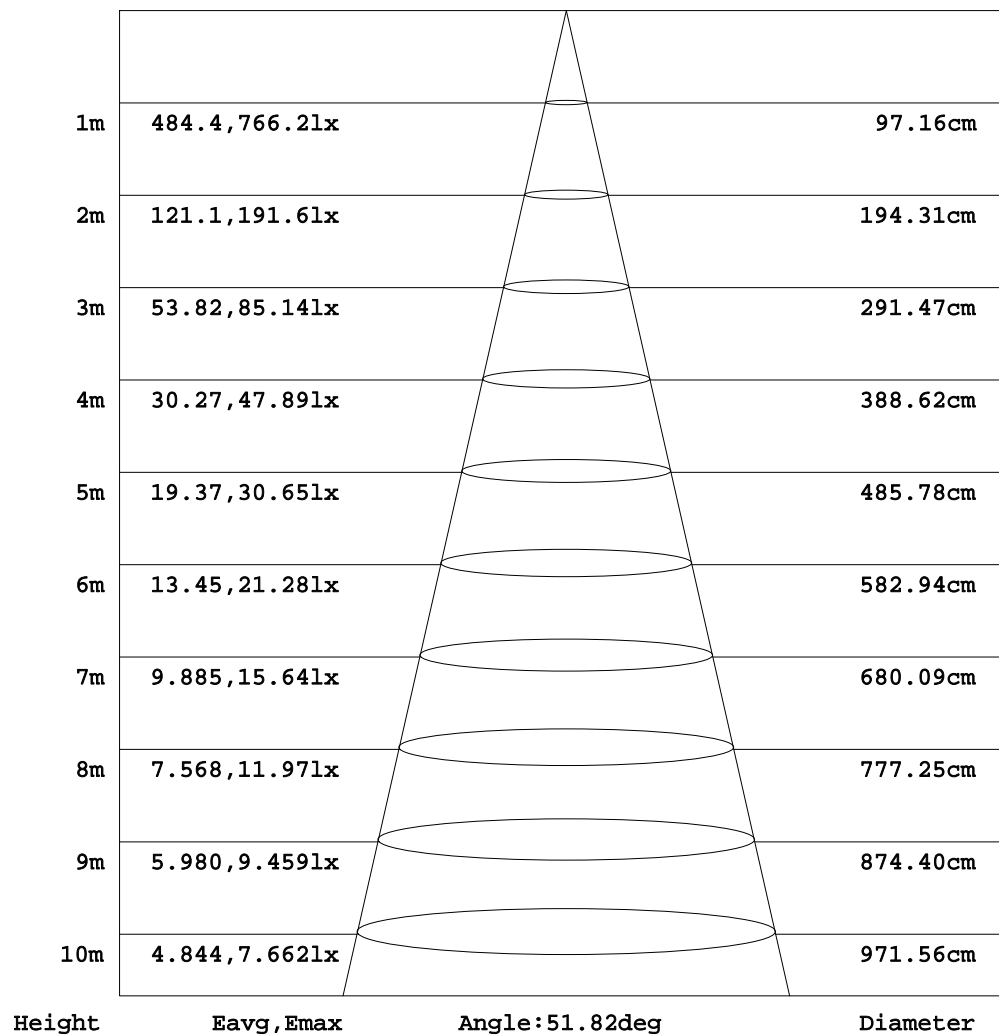 1m 484.4,766.2lx 97.16cm
2m 121.1,191.6lx 194.31cm
3m 53.82,85.14lx 291.47cm
4m 30.27,47.89lx 388.62cm
5m 19.37,30.65lx 485.78cm
6m 13.45,21.28lx 582.94cm
7m 9.885,15.64lx 680.09cm
8m 7.568,11.97lx 777.25cm
9m 5.980,9.459lx 874.40cm
10m 4.844,7.662lx 971.56cm
Height Eavg,Emax Angle:51.82deg Diameter